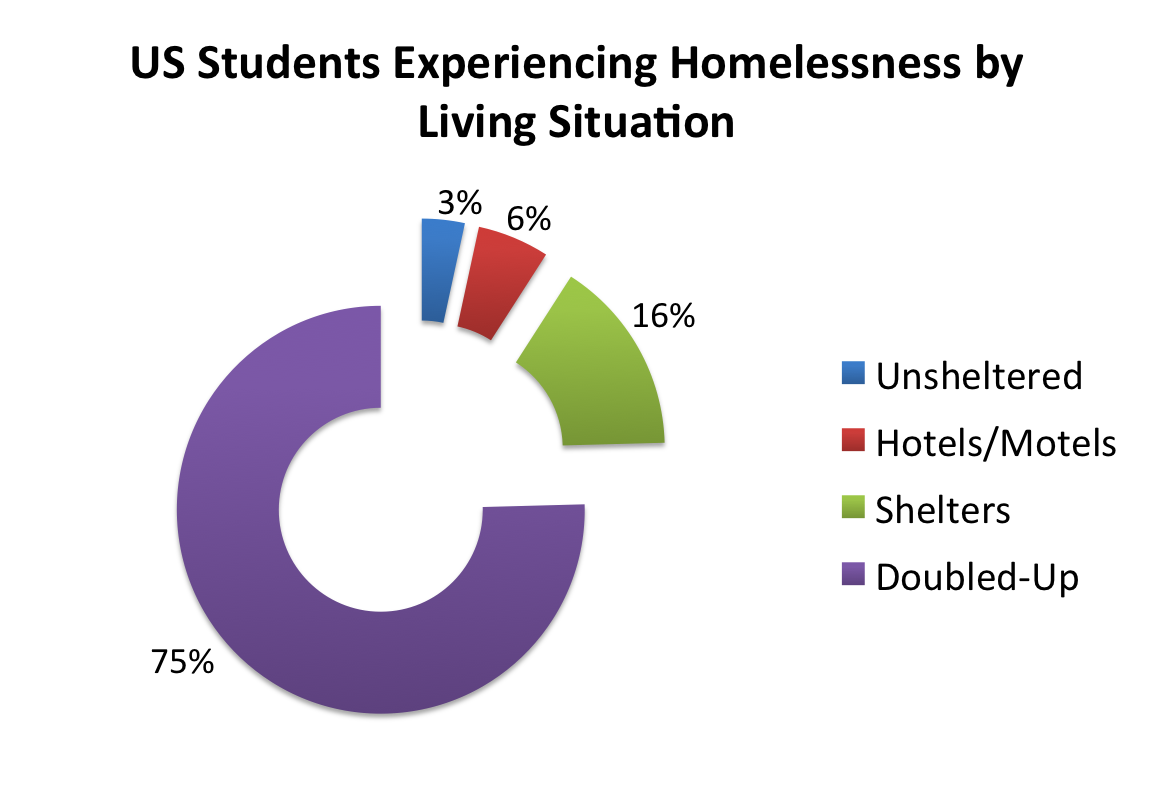 US Students Experiencing Homelessness by
Living Situation
3%
6%
16%
75%
Unsheltered
Hotels/Motels
Shelters
Doubled-Up